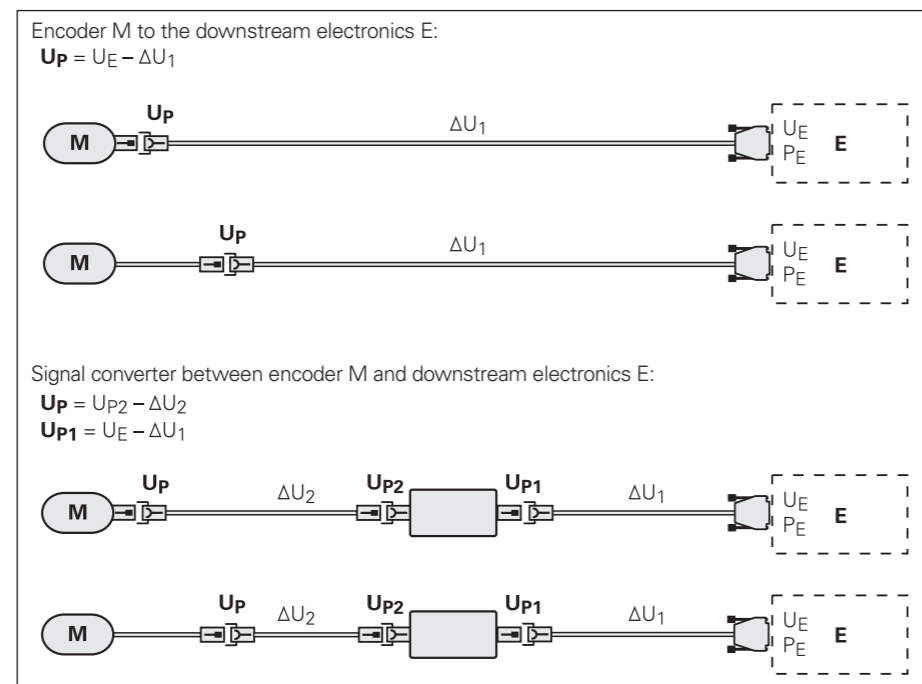 Encoder M to the downstream electronics E:
UP = UE – ΔU1
UP ΔU1
M UE E
PE
UP ΔU1
M UE E
PE
Signal converter between encoder M and downstream electronics E:
UP = UP2 – ΔU2
UP1 = UE – ΔU1
UP ΔU2 UP2 UP1 ΔU1
M UE E
PE
UP ΔU2 UP2 UP1 ΔU1
M UE E
PE